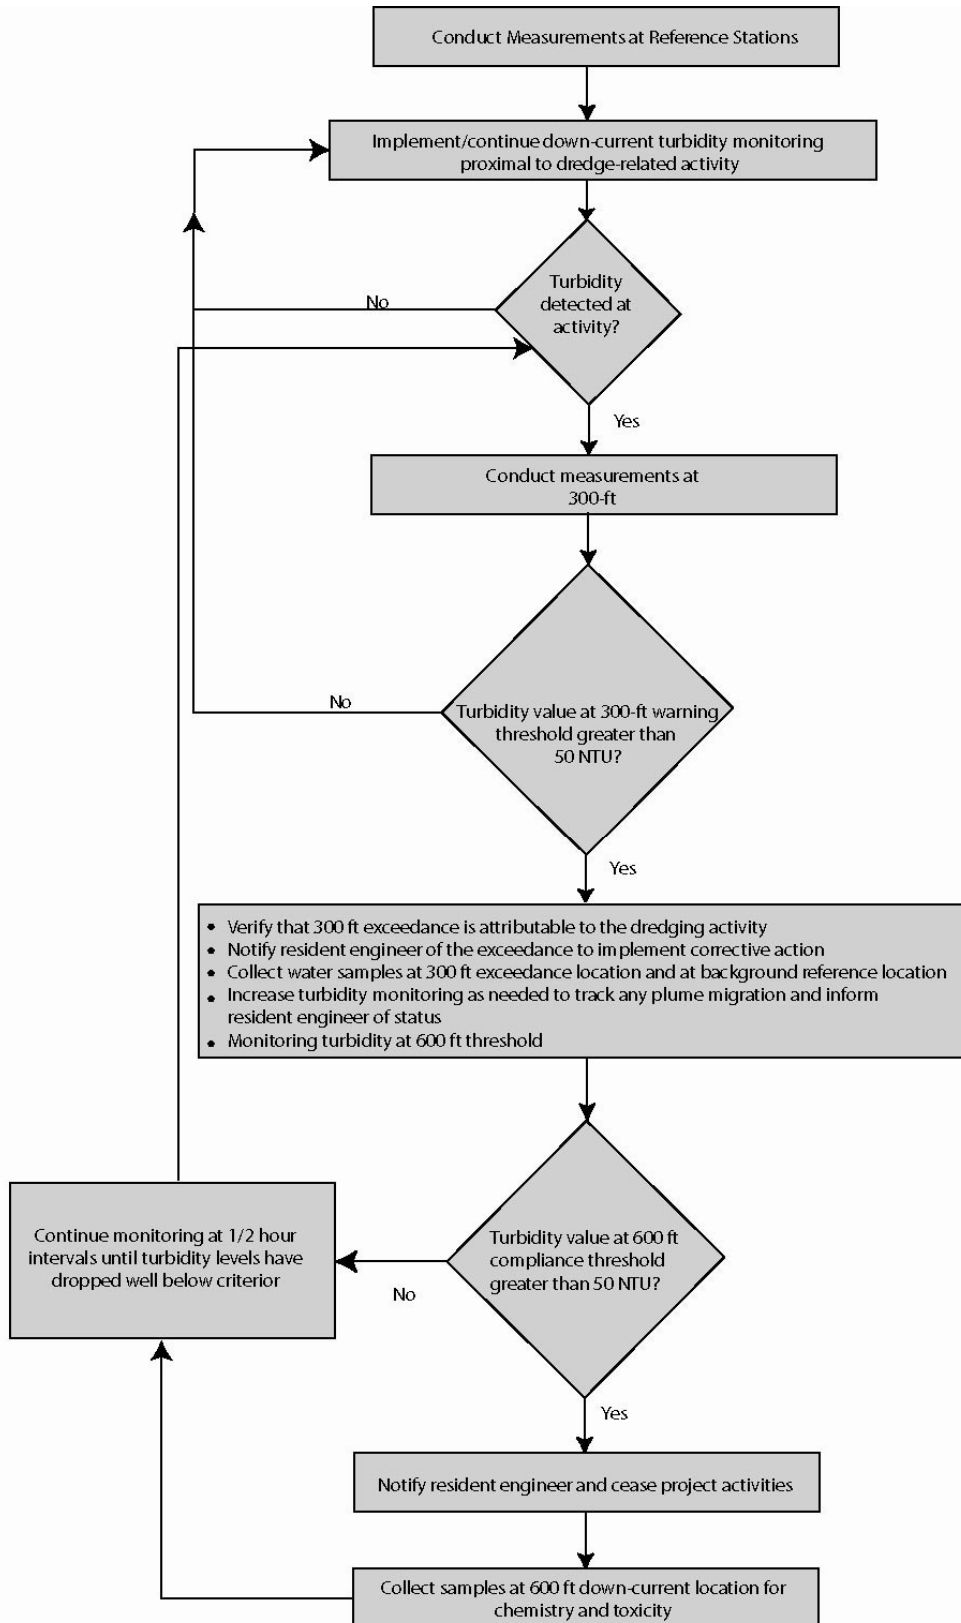 Conduct Measurements at Reference Stations
Implement/continue down-current turbidity monitoring
proximal to dredge-related activity
Turbidity
detected at
activity?
No
Yes
Conduct measurements at
300-ft
No
Turbidity value at 300-ft warning
threshold greater than
50 NTU?
Yes
• Verify that 300 ft exceedance is attributable to the dredging activity
• Notify resident engineer of the exceedance to implement corrective action
• Collect water samples at 300 ft exceedance location and at background reference location
• Increase turbidity monitoring as needed to track any plume migration and inform
resident engineer of status
• Monitoring turbidity at 600 ft threshold
Continue monitoring at 1/2 hour
intervals until turbidity levels have
dropped well below criterior
No
Turbidity value at 600 ft
compliance threshold
greater than 50 NTU?
Yes
Notify resident engineer and cease project activities
Collect samples at 600 ft down-current location for
chemistry and toxicity